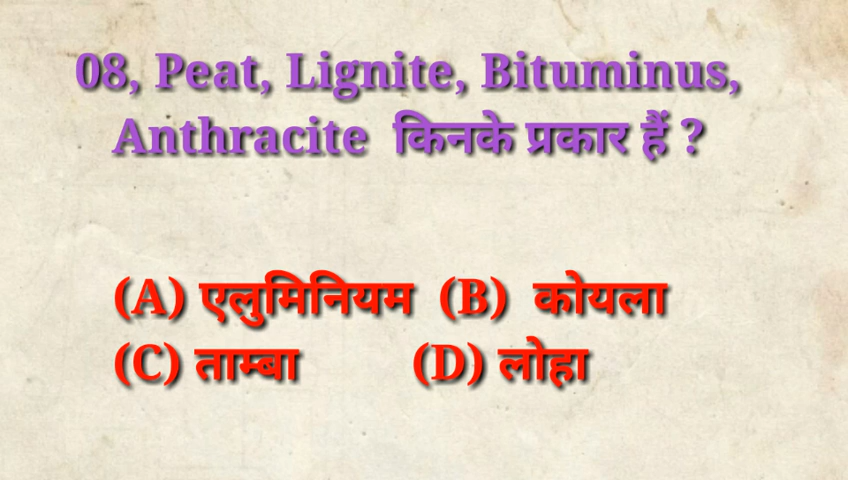 08, Peat, Lignite, Bituminus,
Anthracite किनके प्रकार हैं ?
(A) एलुमिनियम (B) कोयला
(C) ताम्बा (D) लोहा